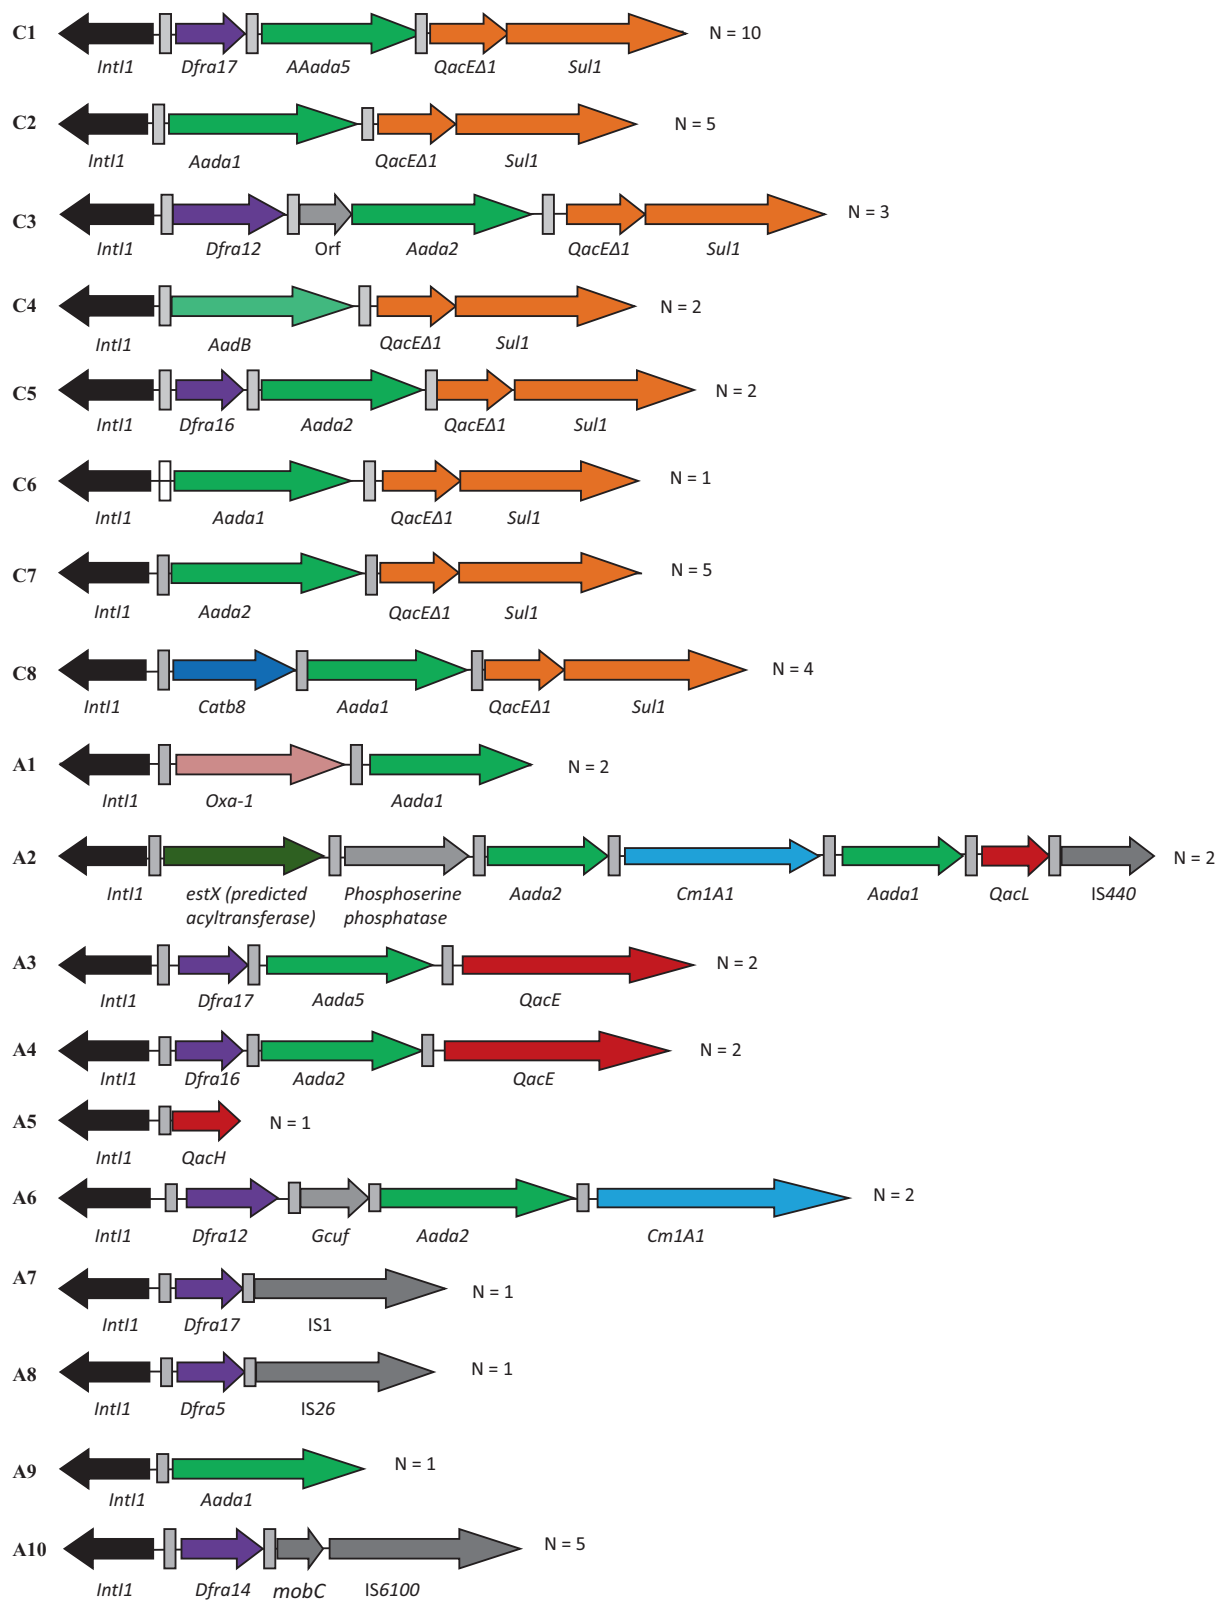 C1 N = 10
IntI1 Dfra17 AAada5 QacEΔ1 Sul1
C2 N = 5
IntI1 Aada1 QacEΔ1 Sul1
C3 N = 3
IntI1 Dfra12 Orf Aada2 QacEΔ1 Sul1
C4 N = 2
IntI1 AadB QacEΔ1 Sul1
C5 N = 2
IntI1 Dfra16 Aada2 QacEΔ1 Sul1
C6 N = 1
IntI1 Aada1 QacEΔ1 Sul1
C7 N = 5
IntI1 Aada2 QacEΔ1 Sul1
C8 N = 4
IntI1 Catb8 Aada1 QacEΔ1 Sul1
A1 N = 2
IntI1 Oxa-1 Aada1
A2 N = 2
IntI1 estX (predicted Phosphoserine Aada2 Cm1A1 Aada1 QacL IS440
acyltransferase) phosphatase
A3 N = 2
IntI1 Dfra17 Aada5 QacE
A4 N = 2
IntI1 Dfra16 Aada2 QacE
A5 N = 1
IntI1 QacH
A6 N = 2
IntI1 Dfra12 Gcuf Aada2 Cm1A1
A7 N = 1
IntI1 Dfra17 IS1
A8 N = 1
IntI1 Dfra5 IS26
A9 N = 1
IntI1 Aada1
A10 N = 5
IntI1 Dfra14 mobC IS6100